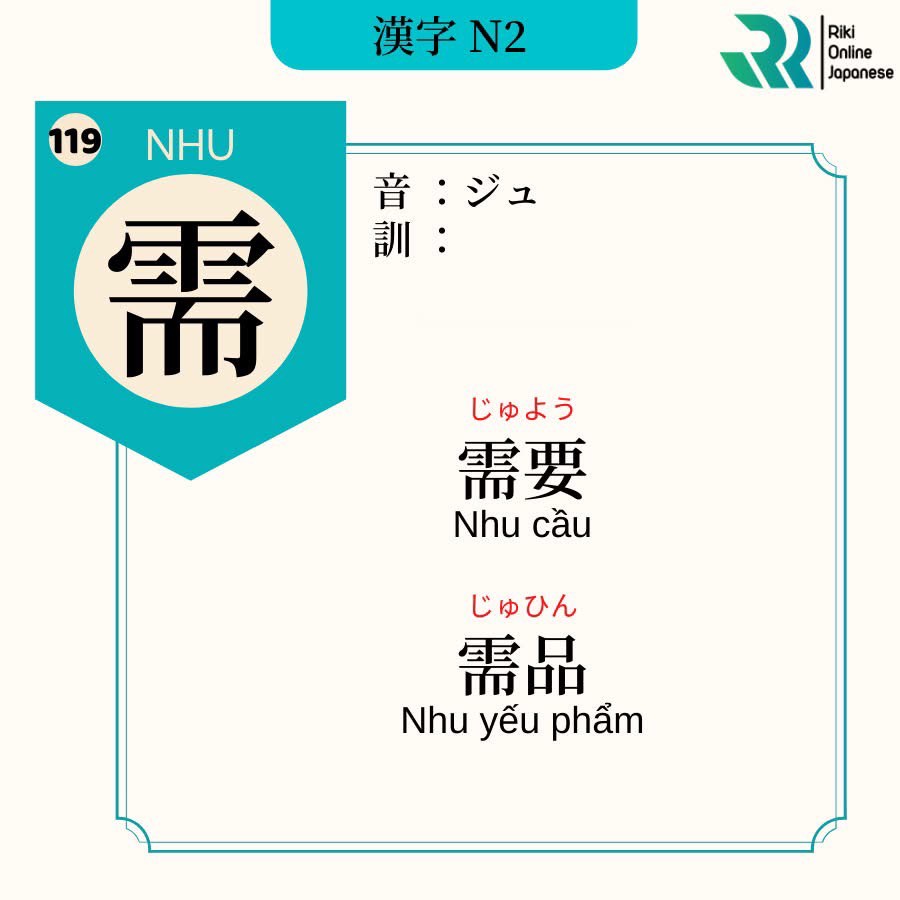 漢字 N2
Riki
Online
Japanese
119
NHU
需
音 ：ジュ
訓 ：
じゅよう
需要
Nhu cầu
じゅひん
需品
Nhu yếu phẩm